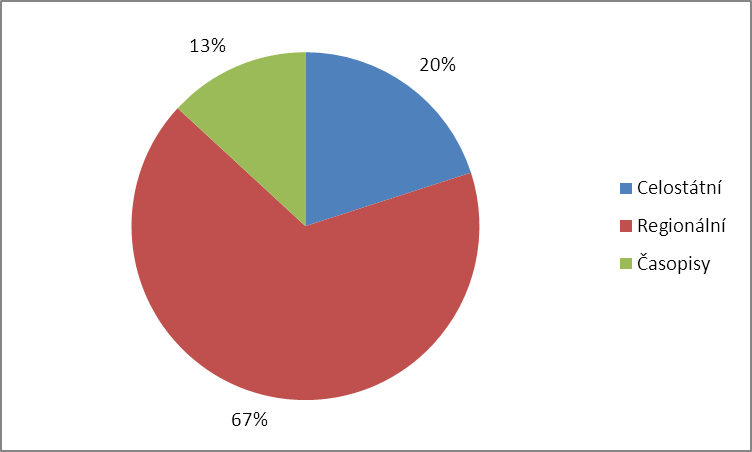 13%
20%
67%
Celostátní
Regionální
Časopisy